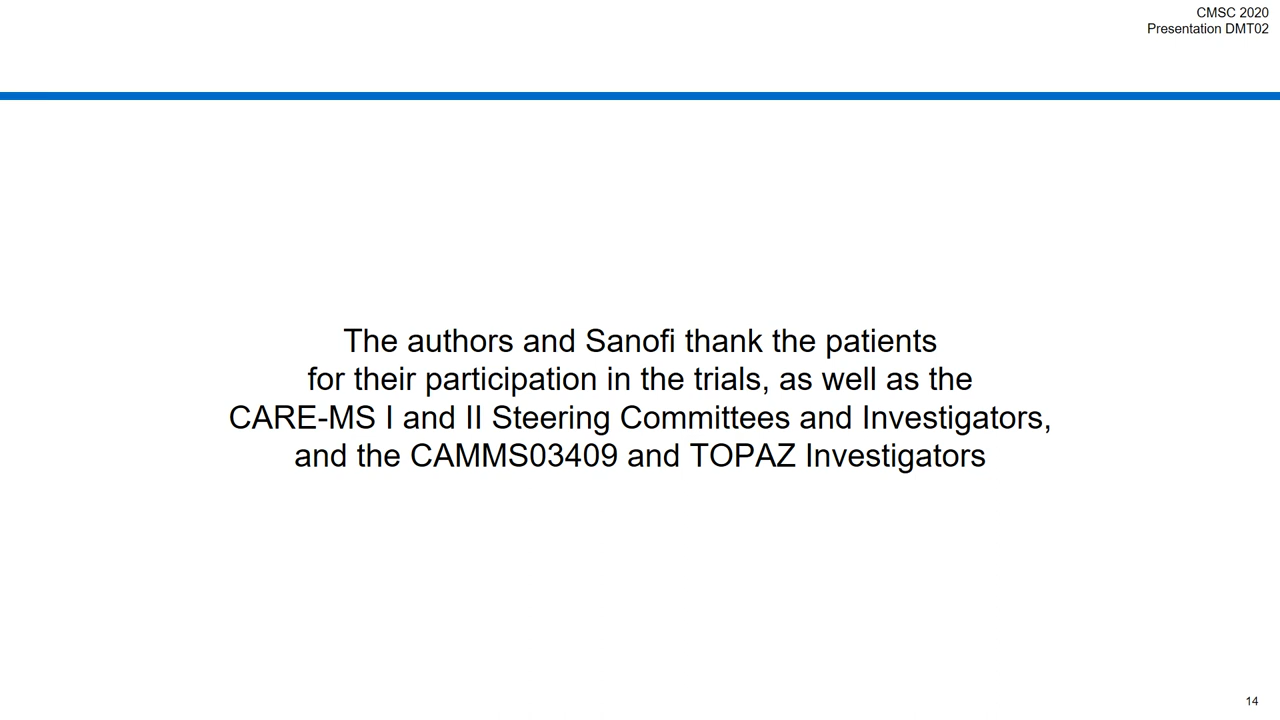 CMSC 2020
Presentation DMT02
The authors and Sanofi thank the patients
for their participation in the trials, as well as the
CARE-MS I and II Steering Committees and Investigators,
and the CAMMS03409 and TOPAZ Investigators
14